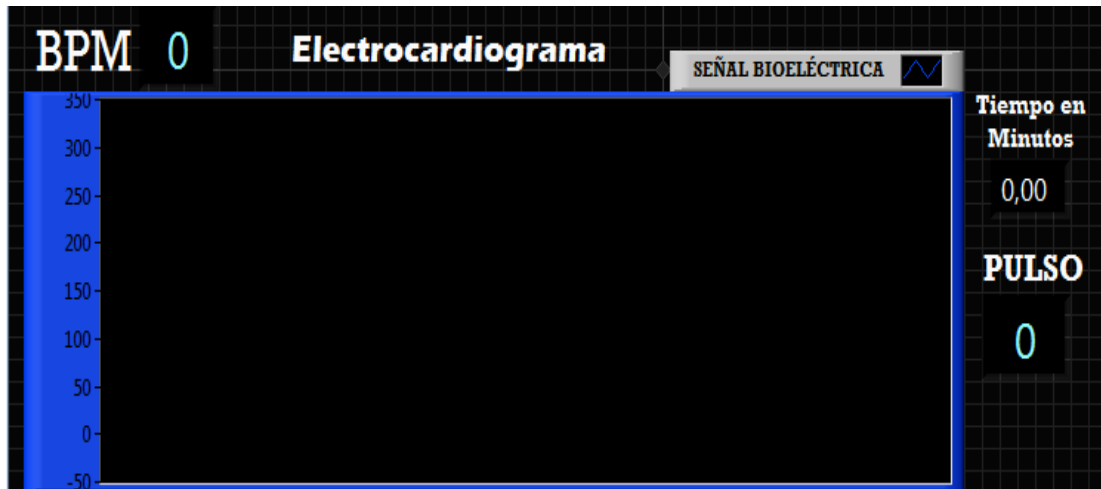 BPM 0
Electrocardiograma
SEÑAL BIOELÉCTRICA
350
300
250
200
150
100
50
0
-50
Tiempo en
Minutos
0,00
PULSO
0